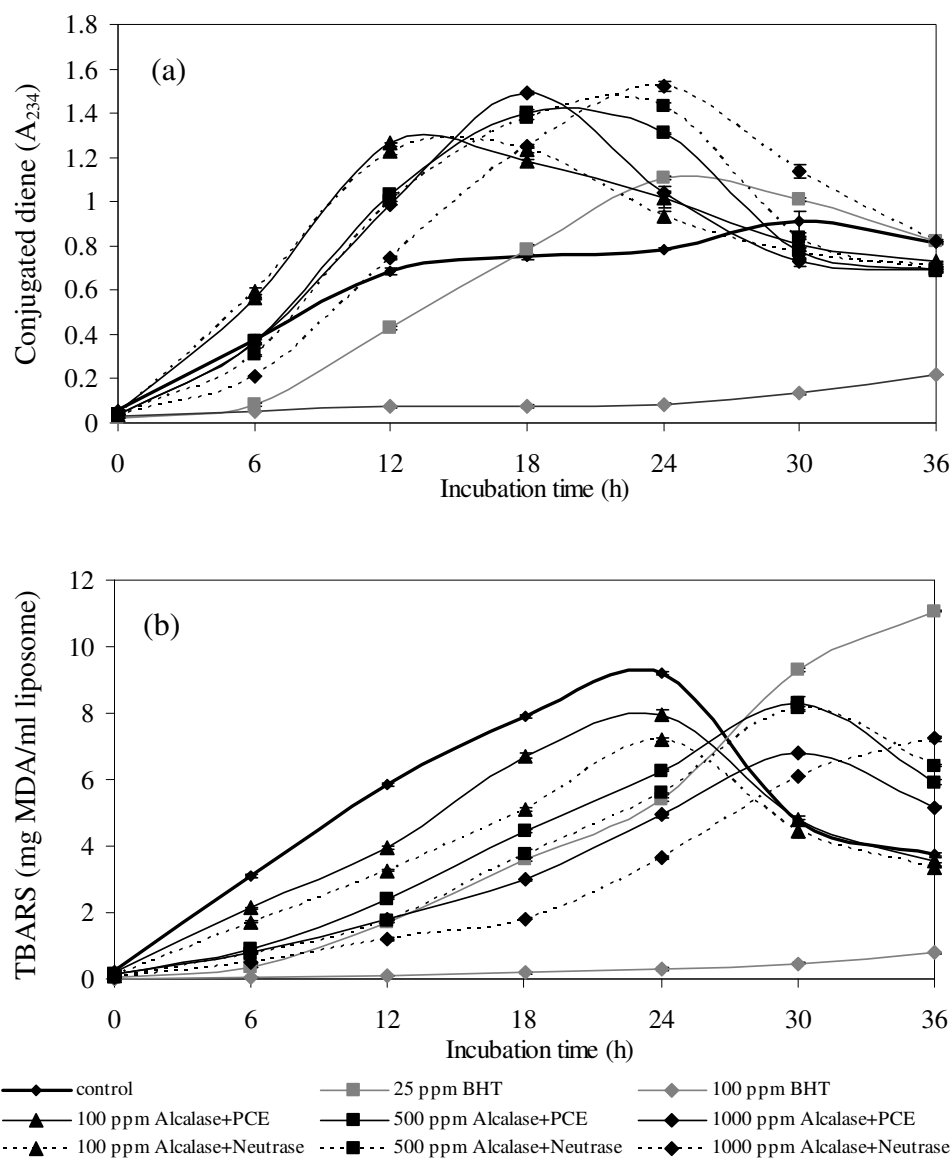 1.8
1.6
1.4
1.2
1
0.8
0.6
0.4
0.2
0
(a)
Conjugated diene (A₂₃₄)
0 6 12 18 24 30 36
Incubation time (h)
12
10
8
6
4
2
0
(b)
TBARS (mg MDA/ml liposome)
0 6 12 18 24 30 36
Incubation time (h)
control 25 ppm BHT 100 ppm BHT
100 ppm Alcalase+PCE 500 ppm Alcalase+PCE 1000 ppm Alcalase+PCE
100 ppm Alcalase+Neutrase 500 ppm Alcalase+Neutrase 1000 ppm Alcalase+Neutrase